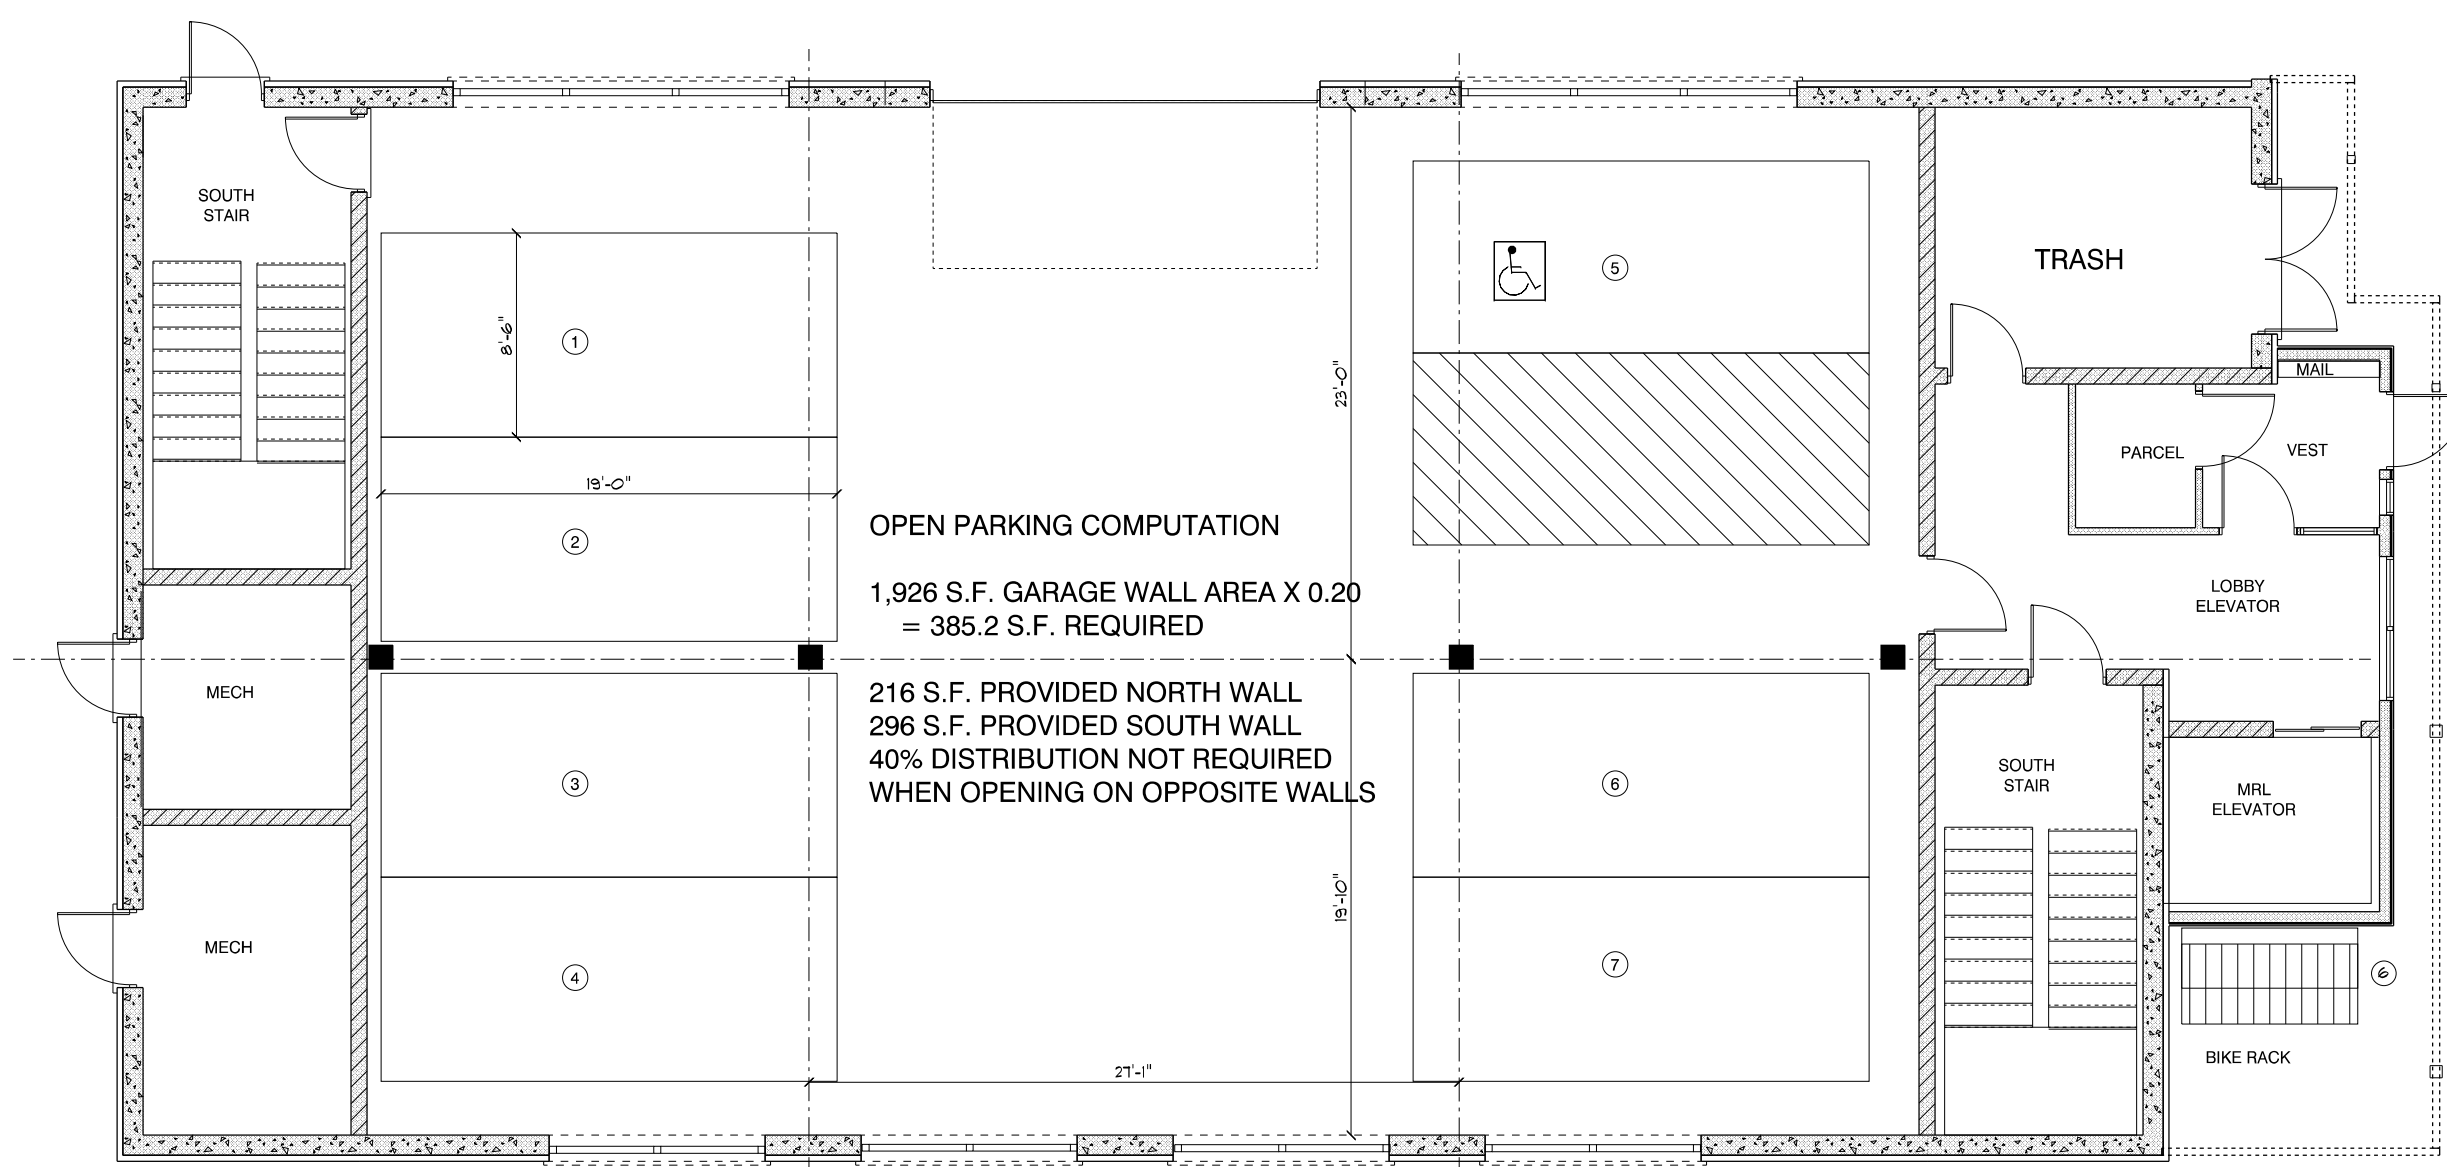 SOUTH
STAIR
TRASH
5
8'-6"
1
23'-0"
MAIL
PARCEL
VEST
19'-0"
2
OPEN PARKING COMPUTATION
1,926 S.F. GARAGE WALL AREA X 0.20
= 385.2 S.F. REQUIRED
LOBBY
ELEVATOR
MECH
216 S.F. PROVIDED NORTH WALL
296 S.F. PROVIDED SOUTH WALL
40% DISTRIBUTION NOT REQUIRED
WHEN OPENING ON OPPOSITE WALLS
3
6
SOUTH
STAIR
MRL
ELEVATOR
19'-10"
MECH
4
7
6
BIKE RACK
27'-1"